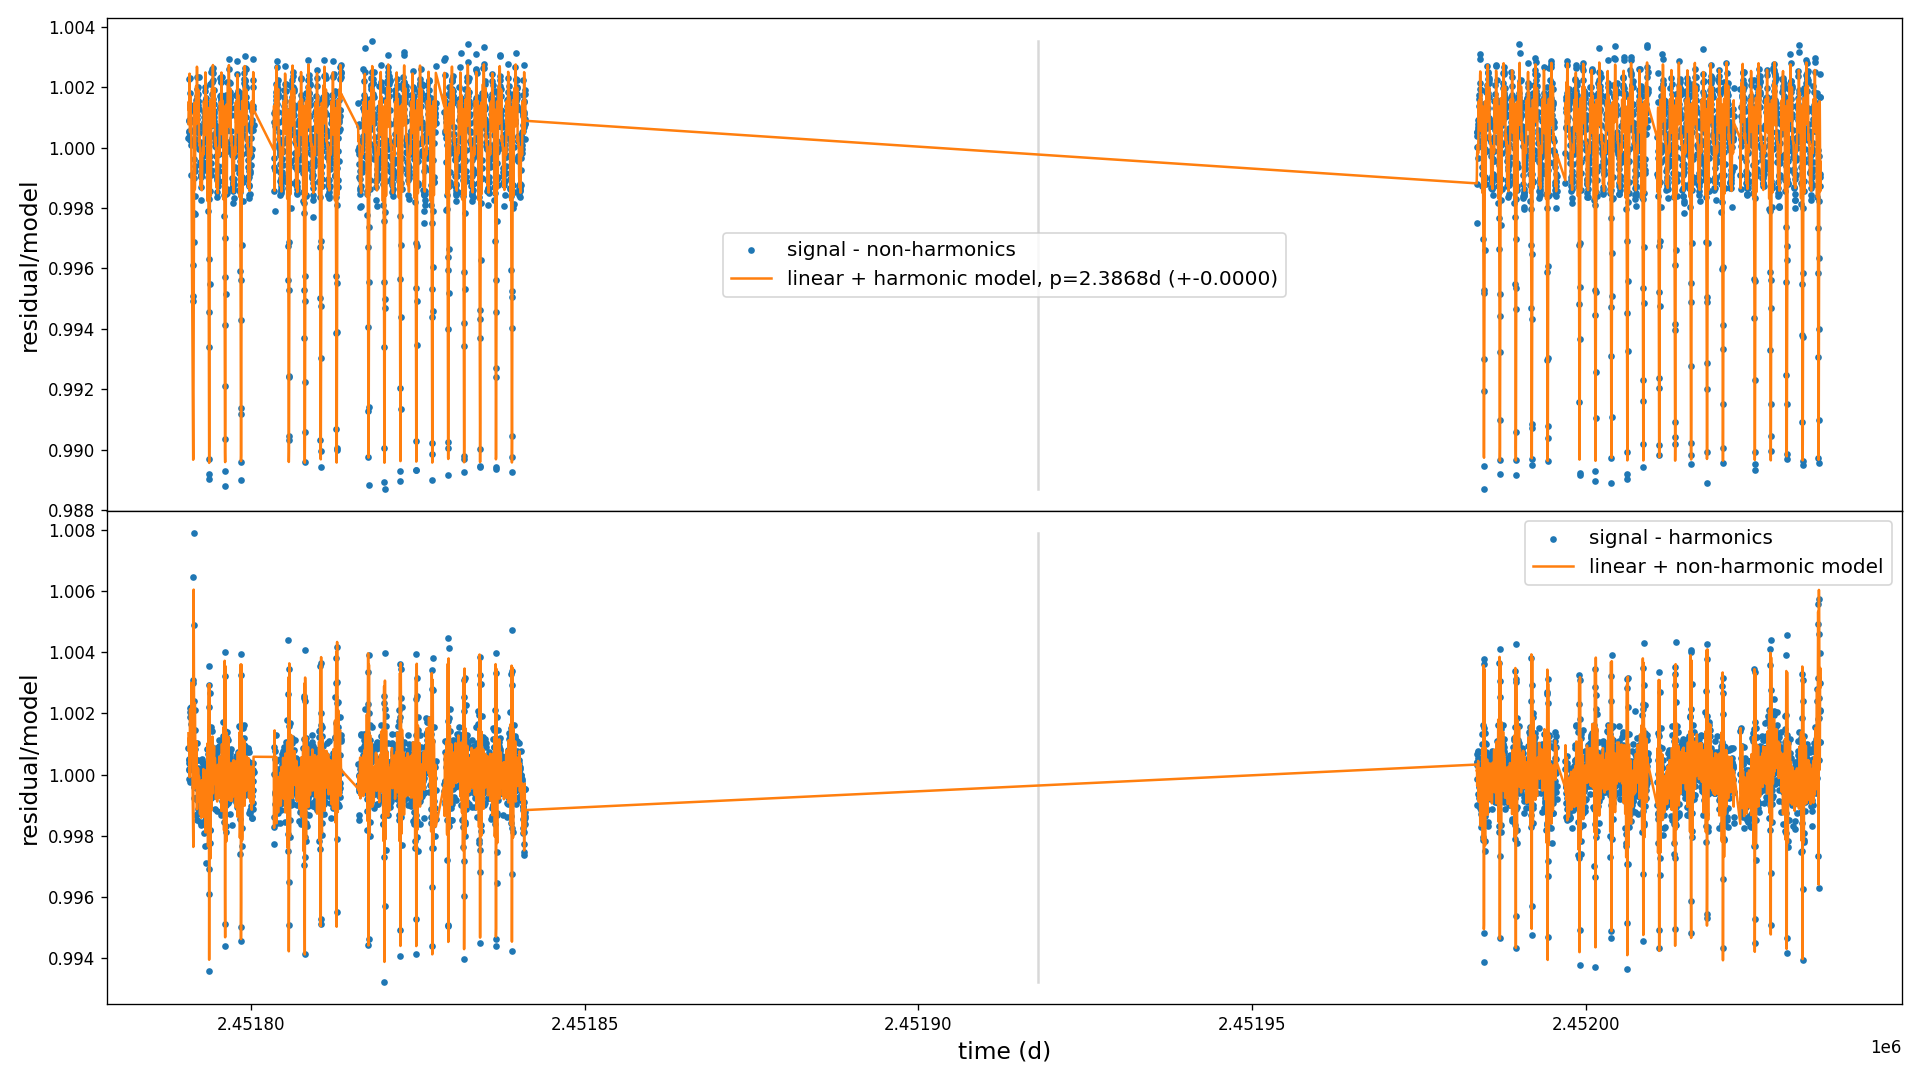 1.004
1.002
1.000
0.998
0.996
0.994
0.992
0.990
0.988
residual/model
signal - non-harmonics
linear + harmonic model, p=2.3868d (+-0.0000)
1.008
1.006
1.004
1.002
1.000
0.998
0.996
0.994
residual/model
signal - harmonics
linear + non-harmonic model
2.45180
2.45185
2.45190
2.45195
2.45200
1e6
time (d)